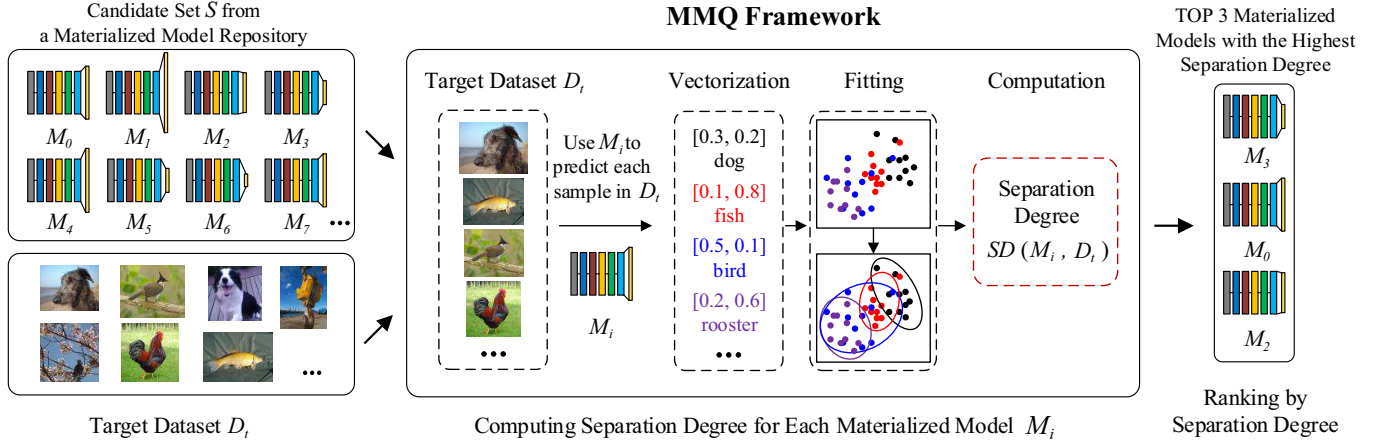 Candidate Set S from
a Materialized Model Repository
M0 M1 M2 M3
M4 M5 M6 M7 ...
...
Target Dataset Dt
MMQ Framework
Target Dataset Dt
...
Use Mi to
predict each
sample in Dt
Mi
Vectorization
[0.3, 0.2]
dog
[0.1, 0.8]
fish
[0.5, 0.1]
bird
[0.2, 0.6]
rooster
...
Fitting
Computation
Separation
Degree
SD (Mi , Dt )
Computing Separation Degree for Each Materialized Model Mi
TOP 3 Materialized
Models with the Highest
Separation Degree
M3
M0
M2
Ranking by
Separation Degree